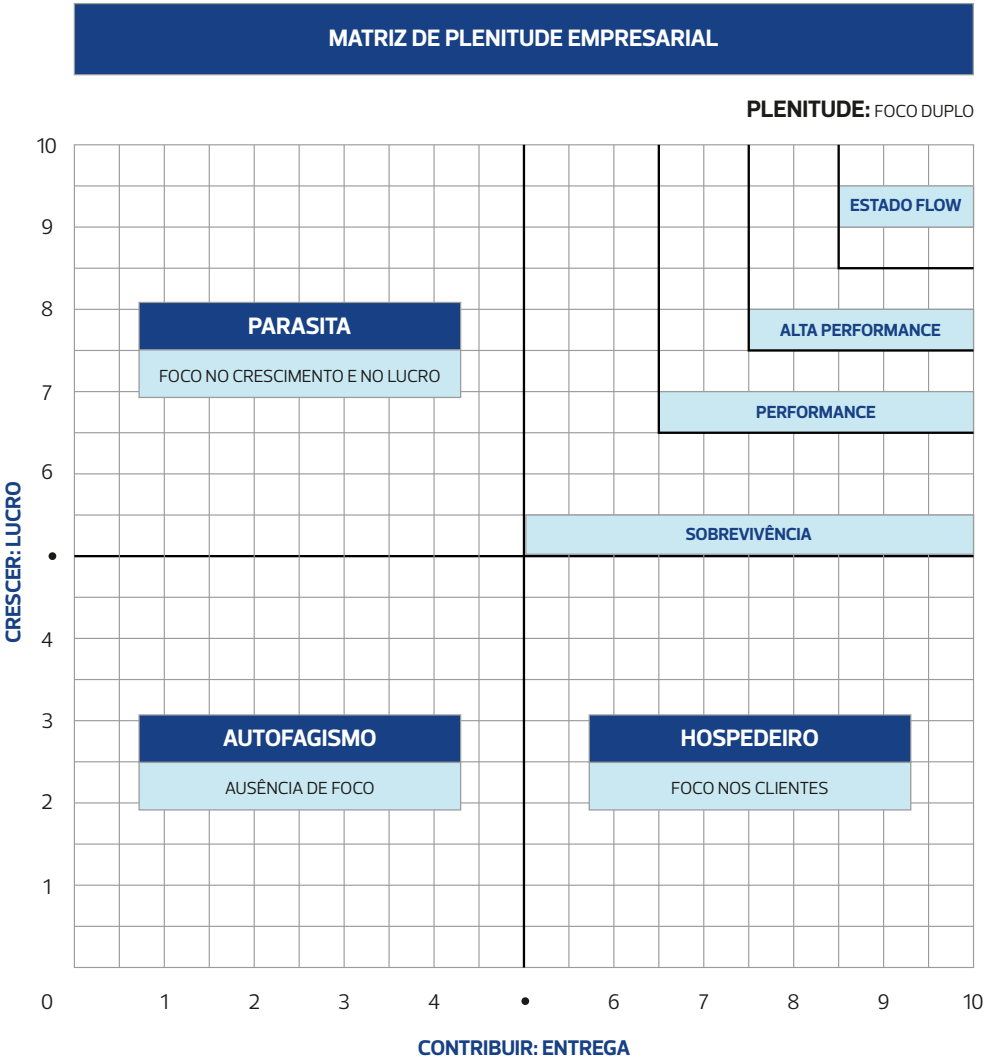 MATRIZ DE PLENITUDE EMPRESARIAL
PLENITUDE: FOCO DUPLO
10
9
8
7
6
•
4
3
2
1
0
CRESCER: LUCRO
ESTADO FLOW
PARASITA
FOCO NO CRESCIMENTO E NO LUCRO
ALTA PERFORMANCE
PERFORMANCE
SOBREVIVÊNCIA
AUTOFAGISMO
AUSÊNCIA DE FOCO
HOSPEDEIRO
FOCO NOS CLIENTES
1 2 3 4 • 6 7 8 9 10
CONTRIBUIR: ENTREGA